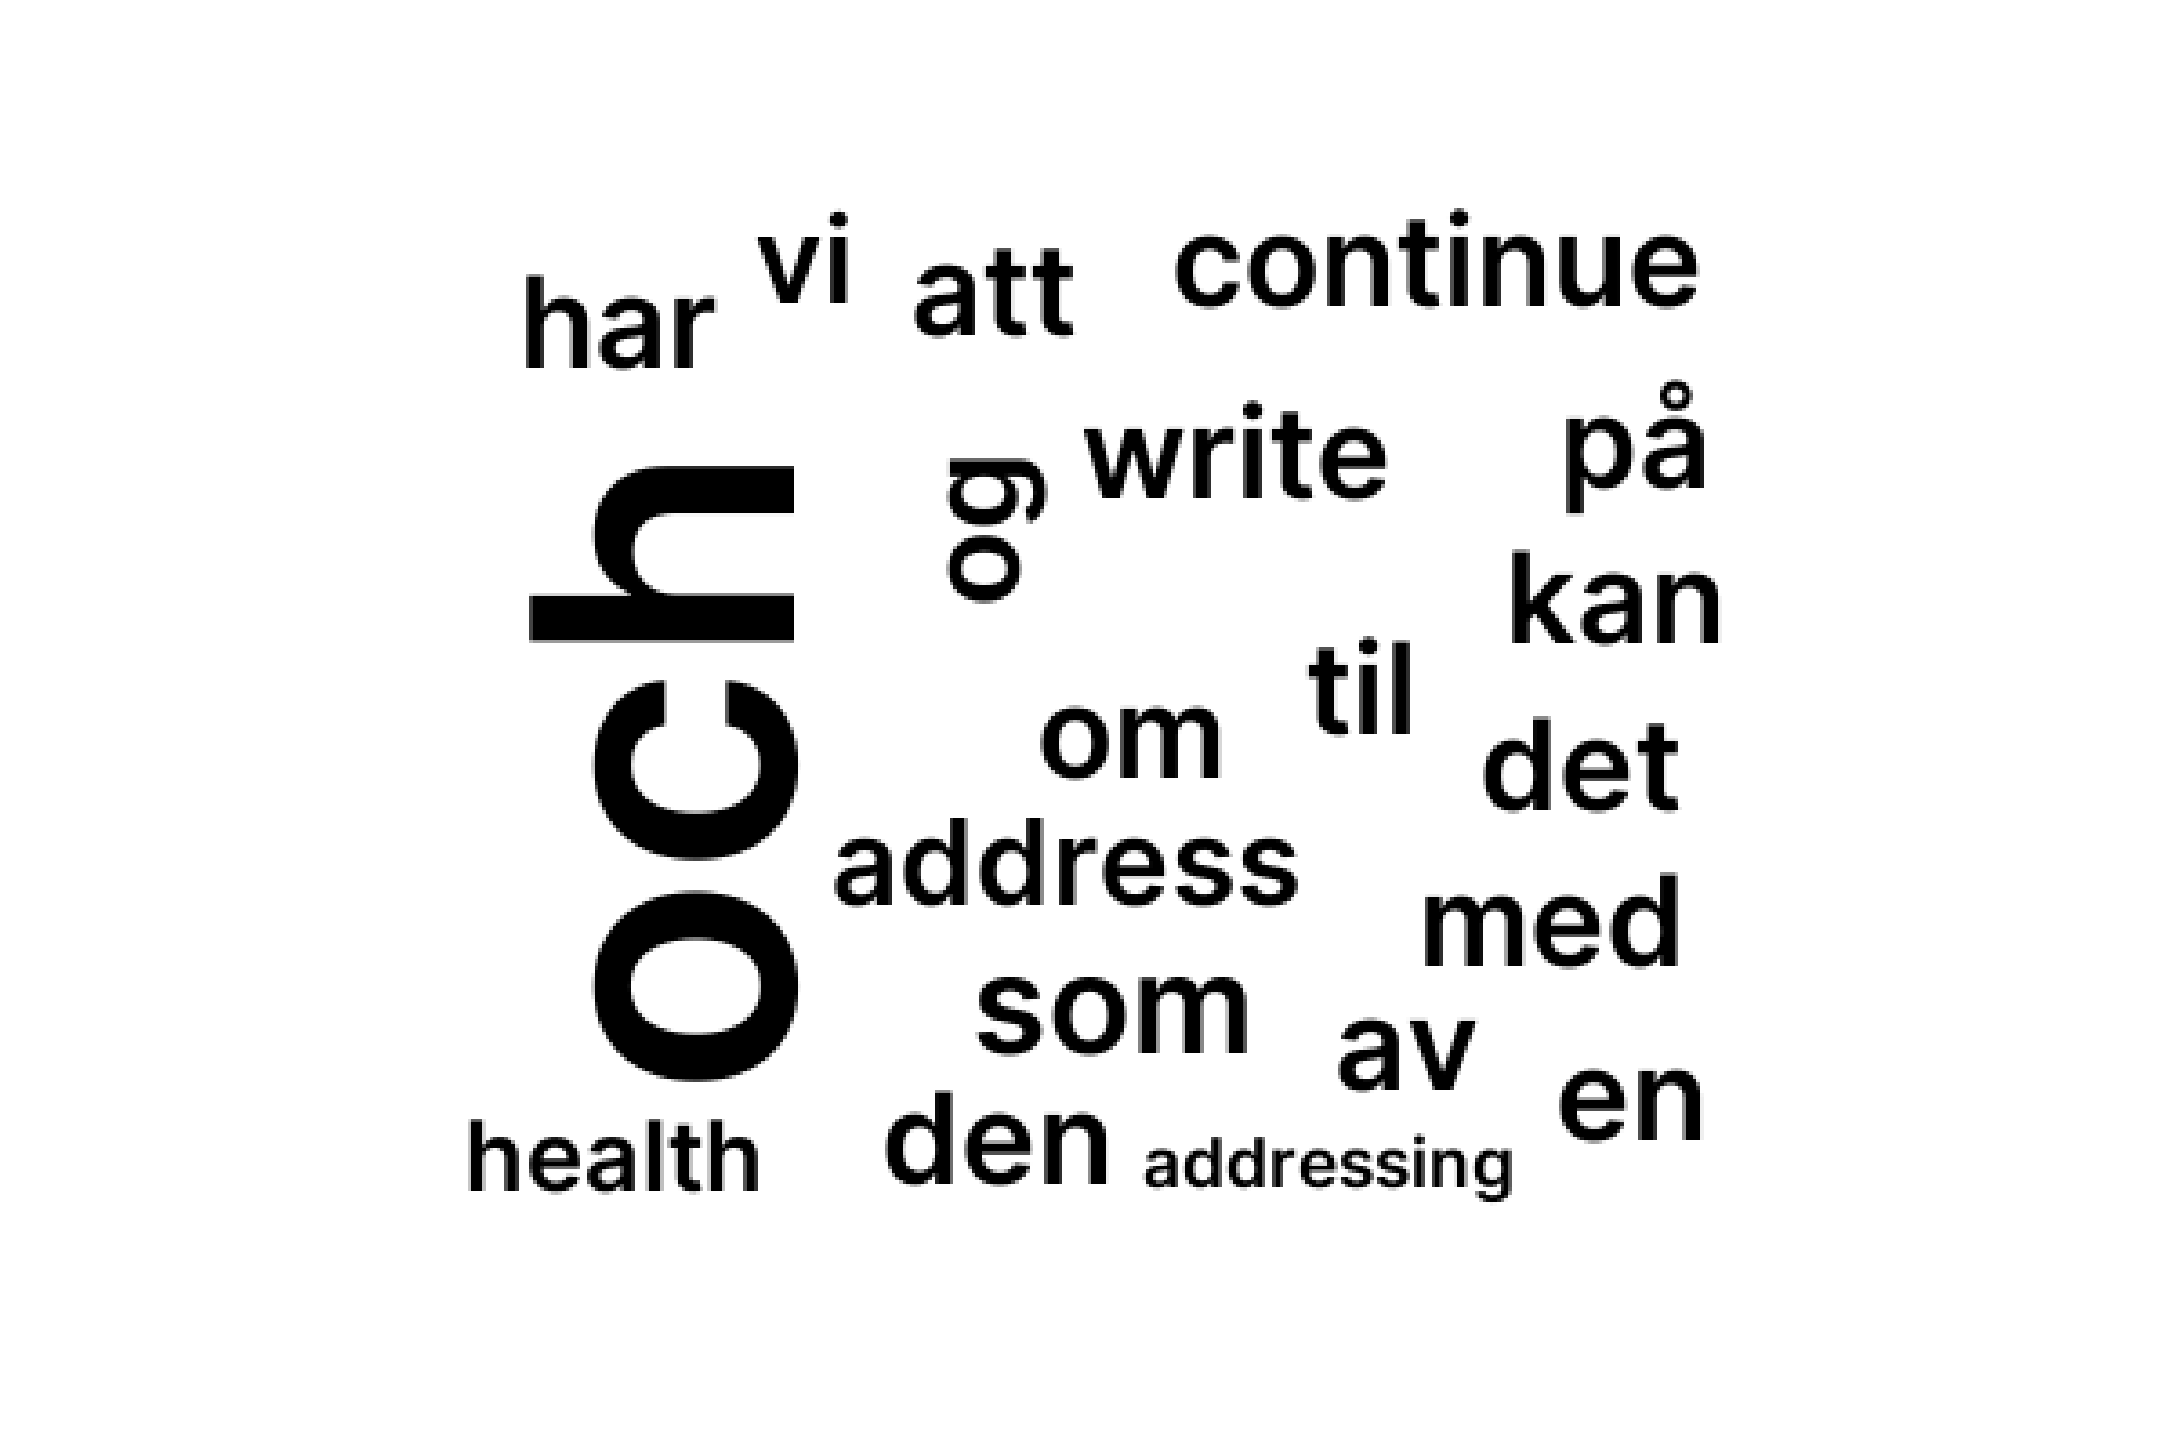 har vi att continue
och
og
write
på
kan
til
om
det
address
med
som
av
en
health
den
addressing